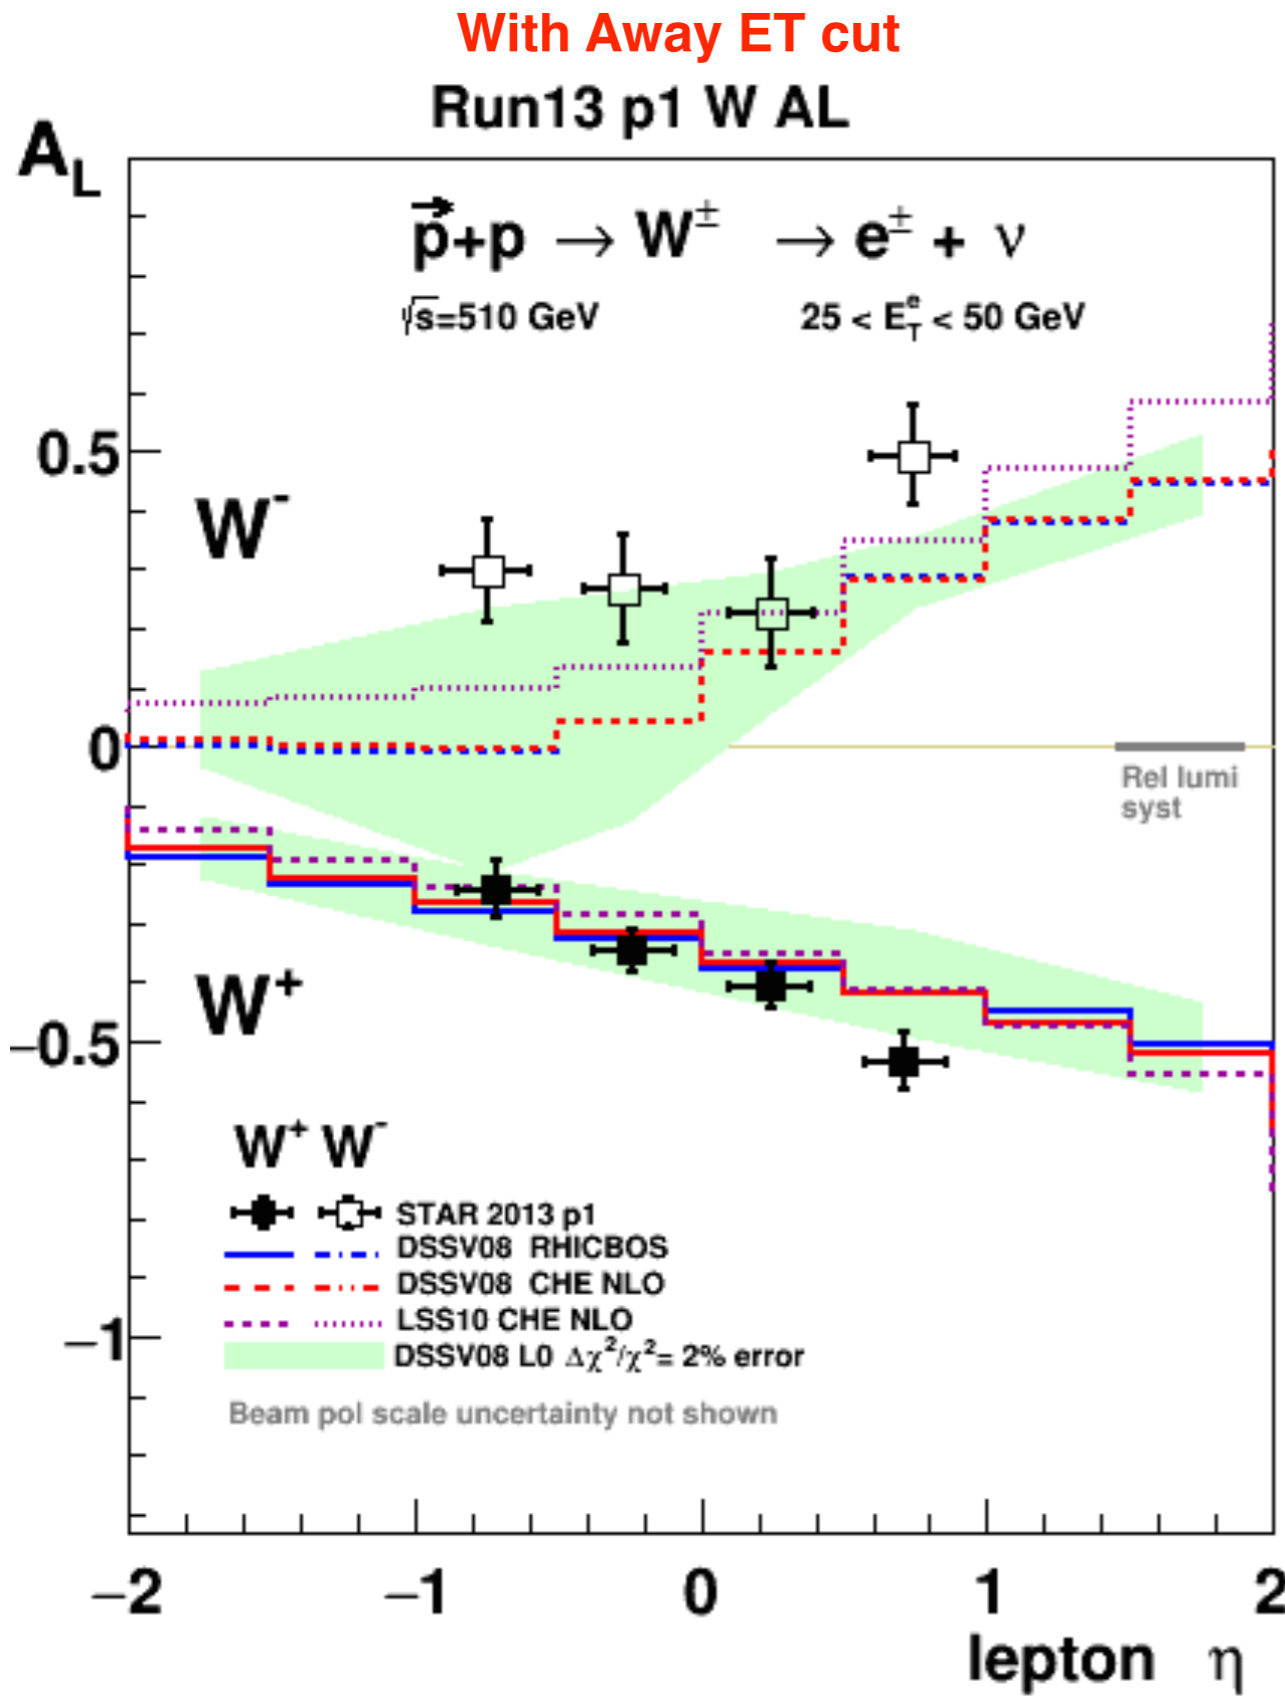 With Away ET cut
Run13 p1 W AL
A_L
p⃗+p → W^± → e^± + ν
√s=510 GeV 25 < E_T^e < 50 GeV
0.5
W^-
0
Rel lumi
syst
−0.5
W^+
W^+ W^-
STAR 2013 p1
DSSV08 RHICBOS
DSSV08 CHE NLO
LSS10 CHE NLO
−1
DSSV08 L0 Δχ²/χ²= 2% error
Beam pol scale uncertainty not shown
−2 −1 0 1 2
lepton η